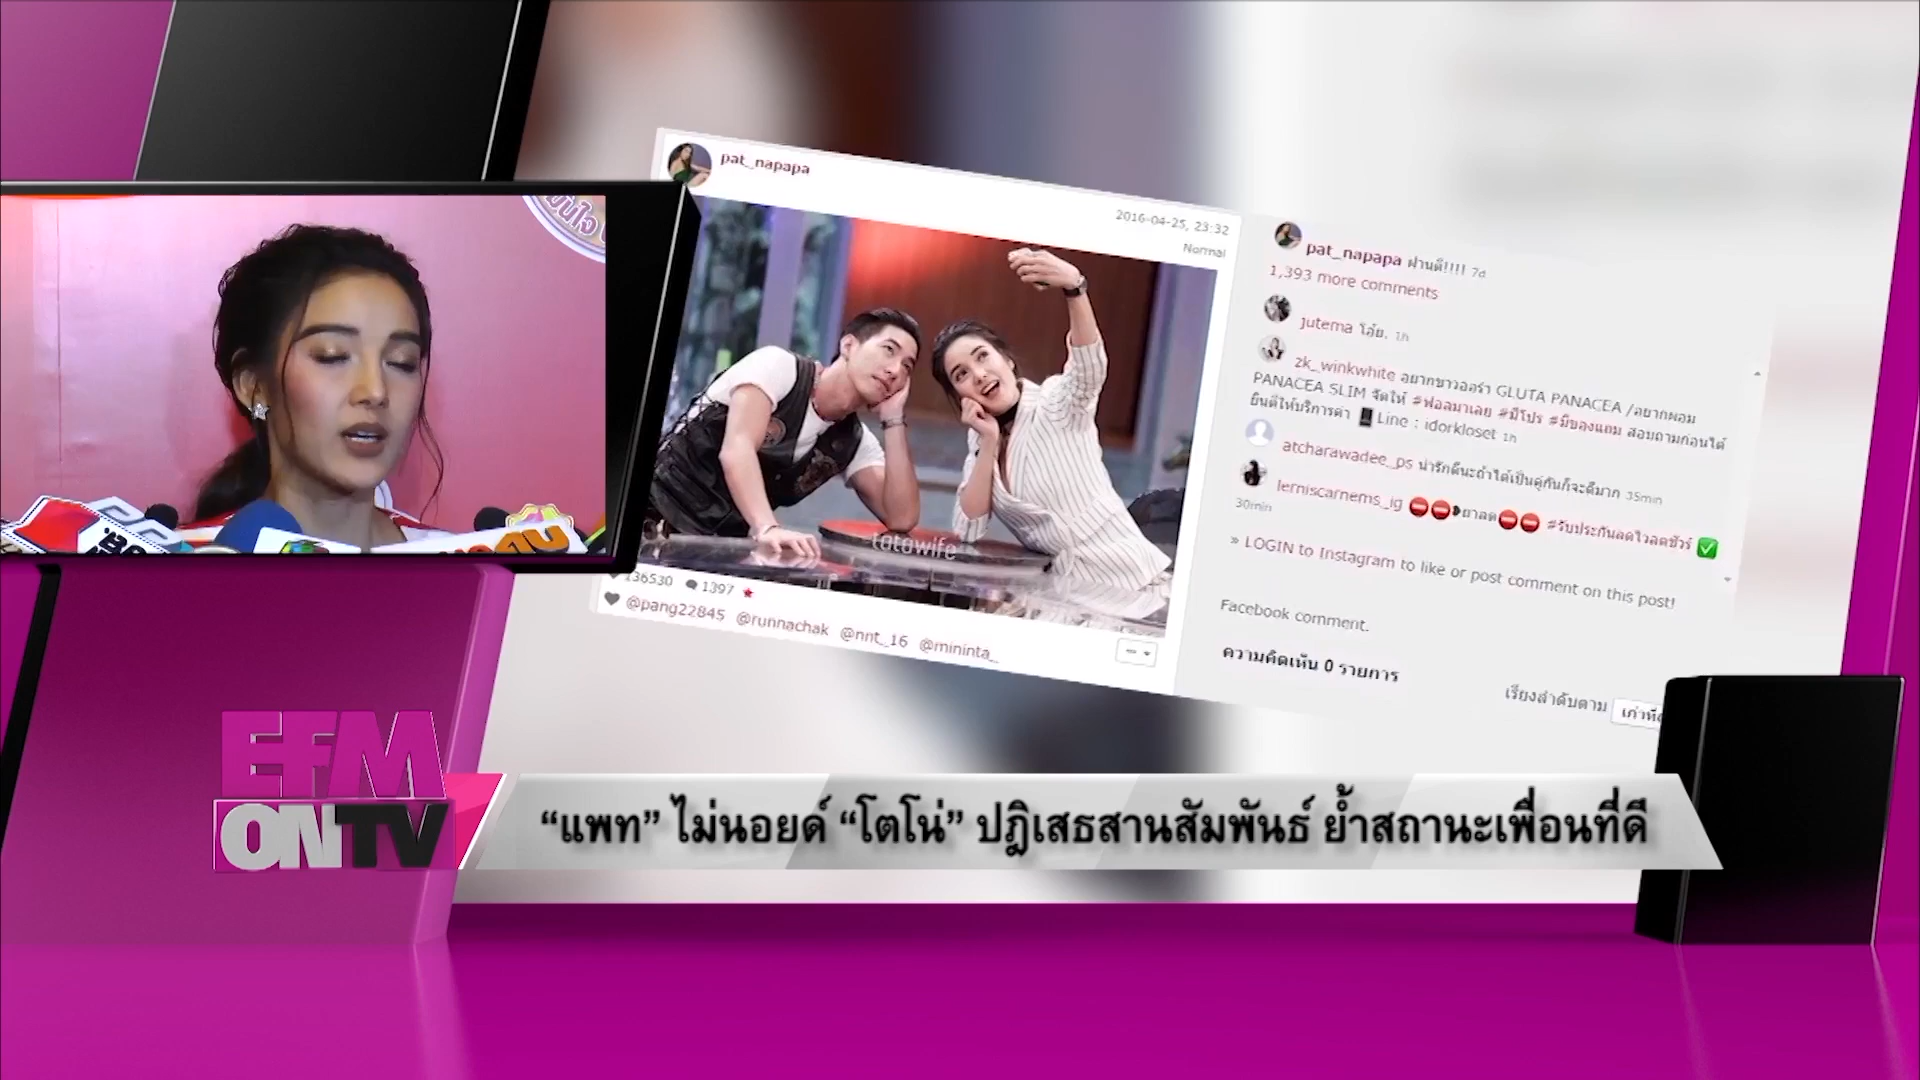 pat_napapa
2016-04-25, 23:32
Normal
totowife
136530 1397
@pang22845 @runnachak @nnt_16 @mininta_
pat_napapa ฝานดี!!!! 7d
1,393 more comments
jutema โอ๋ย. 1h
zk_winkwhite อยากขาวออร่า GLUTA PANACEA /อยากผอม
PANACEA SLIM จัดให้ #ฟอลมาเลย #มีโปร #มีของแถม สอบถามก่อนได้
ยินดีให้บริการค่า Line : idorkloset 1h
atcharawadee_ps น่ารักดีนะถ้าได้เป็นคู่กันก็จะดีมาก 35min
lerniscarnems_ig ยาลด #รับประกันลดไวลดชัวร์
30min
» LOGIN to Instagram to like or post comment on this post!
Facebook comment.
ความคิดเห็น 0 รายการ
เรียงลำดับตาม
EFM
ONTV
“แพท” ไม่นอยด์ “โตโน่” ปฎิเสธสานสัมพันธ์ ย้ำสถานะเพื่อนที่ดี